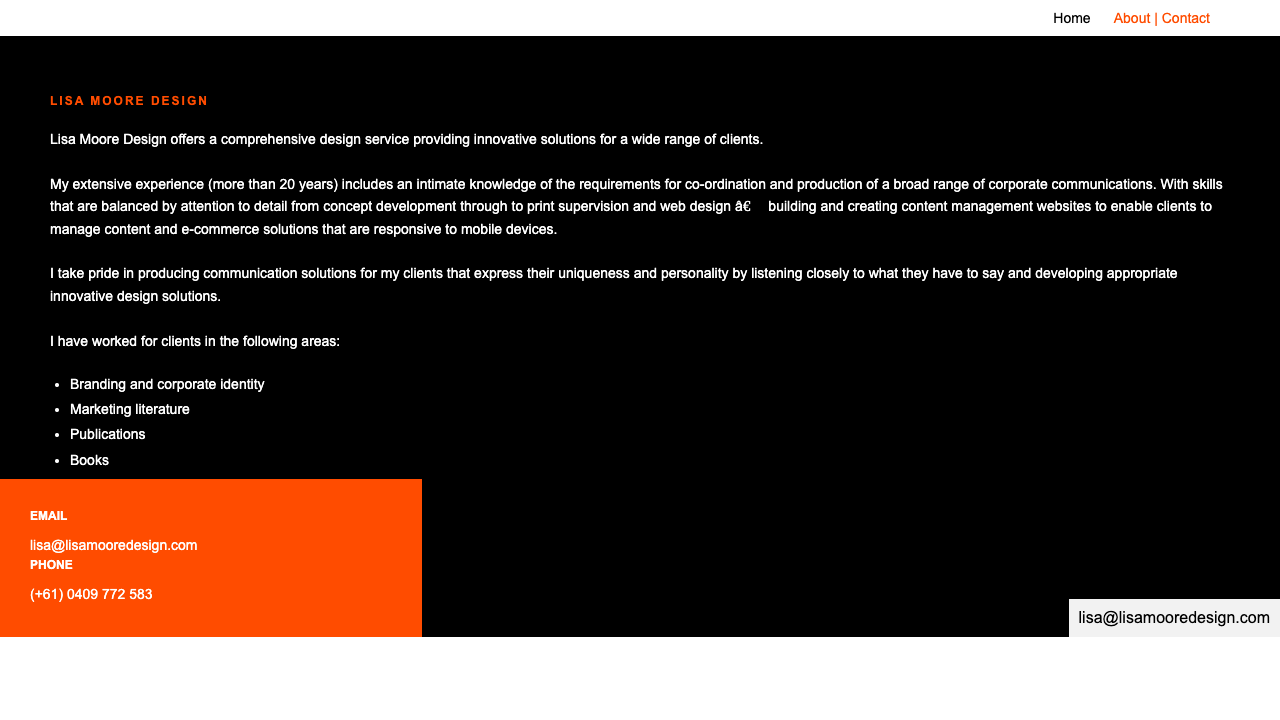 Home About | Contact
LISA MOORE DESIGN
Lisa Moore Design offers a comprehensive design service providing innovative solutions for a wide range of clients.
My extensive experience (more than 20 years) includes an intimate knowledge of the requirements for co-ordination and production of a broad range of corporate communications. With skills
that are balanced by attention to detail from concept development through to print supervision and web design â€ building and creating content management websites to enable clients to
manage content and e-commerce solutions that are responsive to mobile devices.
I take pride in producing communication solutions for my clients that express their uniqueness and personality by listening closely to what they have to say and developing appropriate
innovative design solutions.
I have worked for clients in the following areas:
• Branding and corporate identity
• Marketing literature
• Publications
• Books
EMAIL
lisa@lisamooredesign.com
PHONE
(+61) 0409 772 583
lisa@lisamooredesign.com